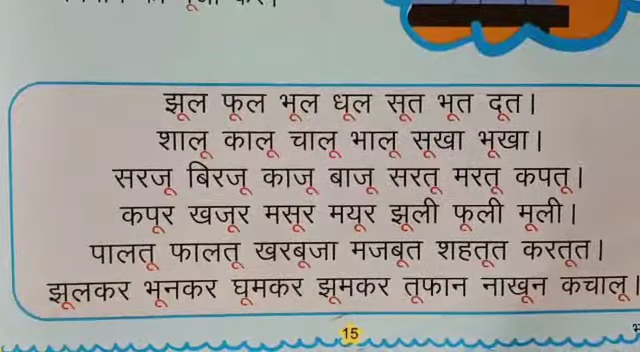 झूल फूल भूल धूल सूत भूत दूत।
शालू कालू चालू भालू सूखा भूखा।
सरजू बिरजू काजू बाजू सरतू मरतू कपतू।
कपूर खजूर मसूर मयूर झूली फूली मूली।
पालतू फालतू खरबूजा मजबूत शहतूत करतूत।
झूलकर भूनकर घूमकर झूमकर तूफान नाखून कचालू।
15